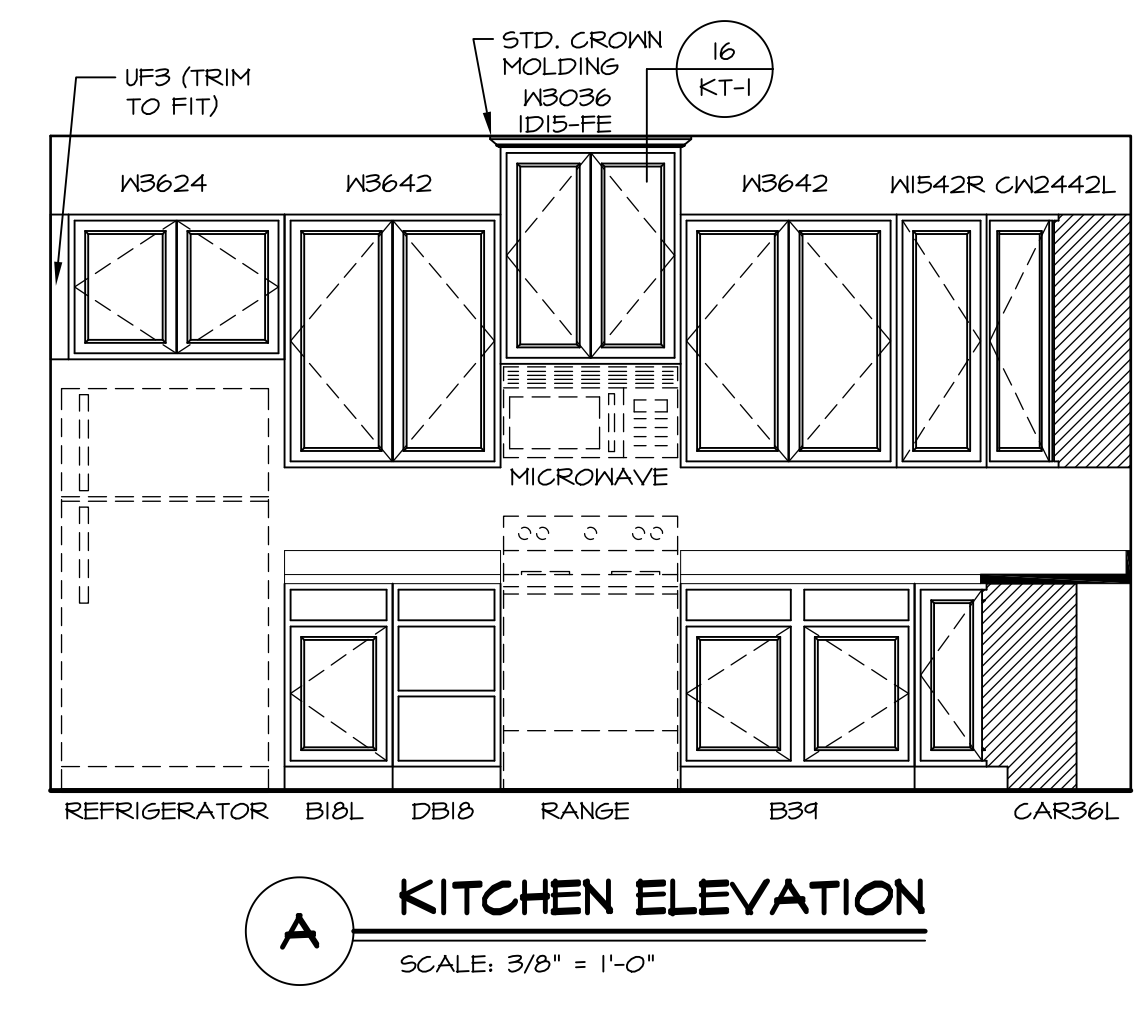 STD. CROWN
MOLDING
16
KT-1
UF3 (TRIM
TO FIT)
W3036
1D15-FE
W3624
W3642
W3642
W1542R CW2442L
MICROWAVE
REFRIGERATOR
B18L
DB18
RANGE
B39
CAR36L
A
KITCHEN ELEVATION
SCALE: 3/8" = 1'-0"